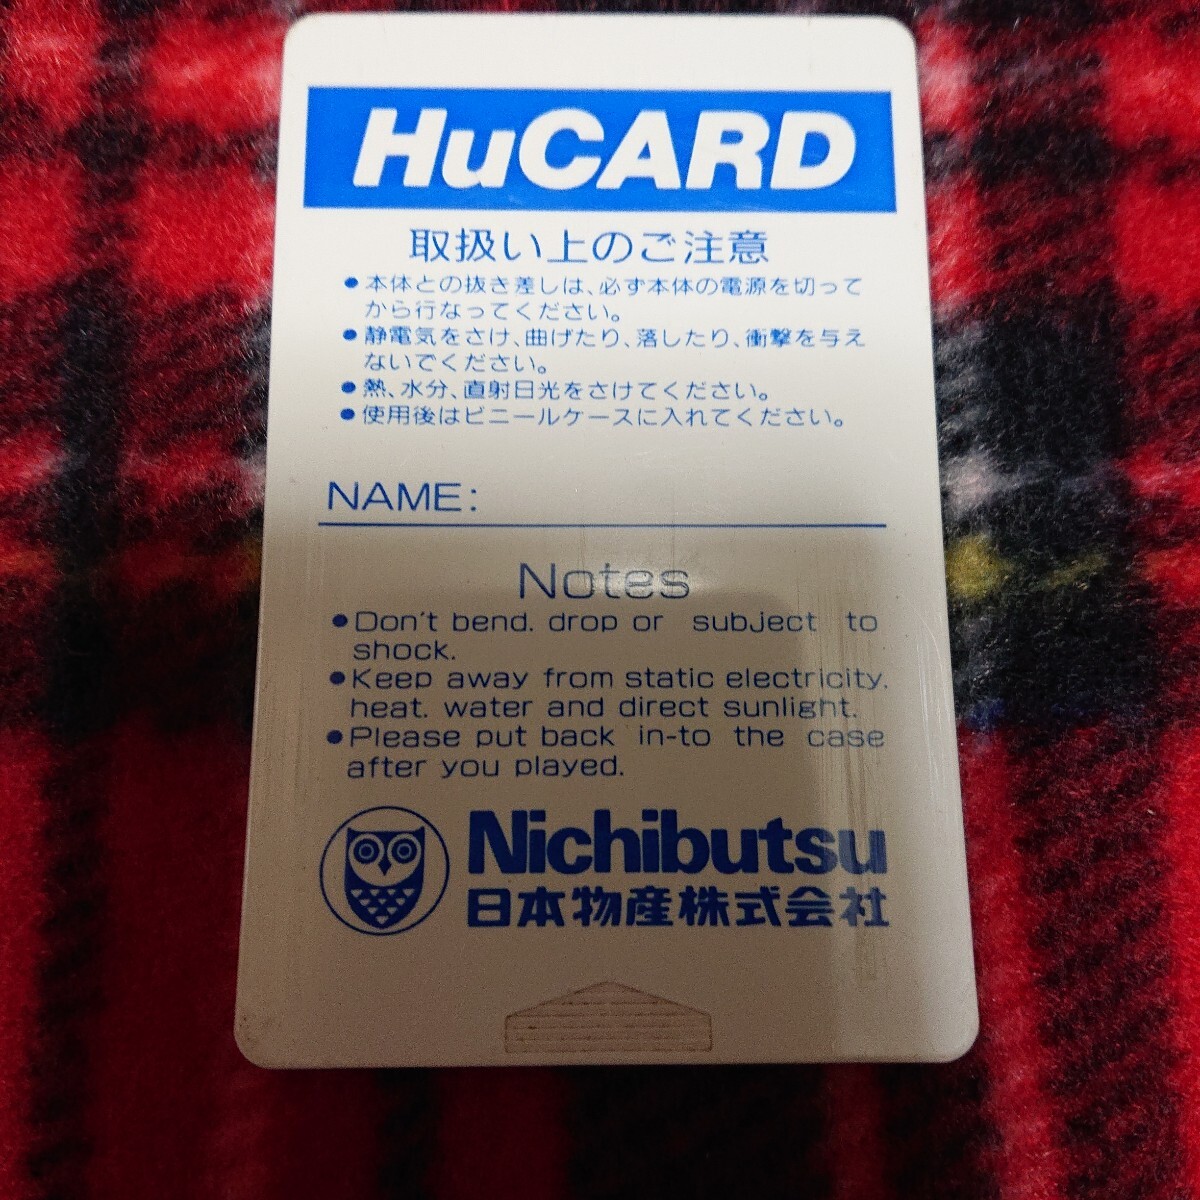 HuCARD
取扱い上のご注意
●本体との抜き差しは、必ず本体の電源を切って
から行なってください。
●静電気をさけ、曲げたり、落したり、衝撃を与え
ないでください。
●熱、水分、直射日光をさけてください。
●使用後はビニールケースに入れてください。
NAME:
Notes
●Don't bend. drop or subject to
shock.
●Keep away from static electricity.
heat. water and direct sunlight.
●Please put back in-to the case
after you played.
Nichibutsu
日本物産株式会社